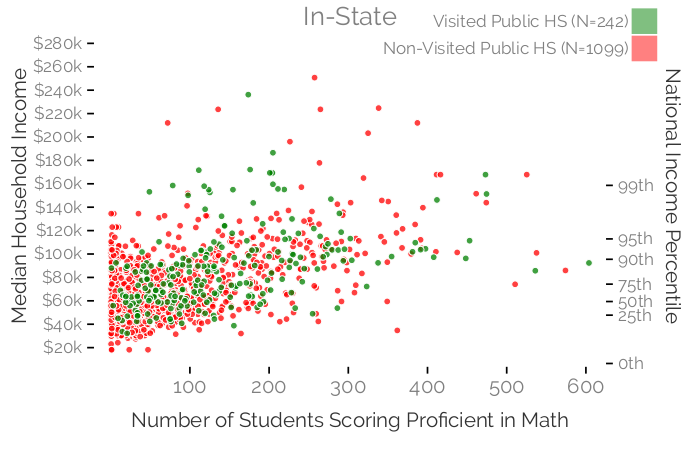 In-State
Visited Public HS (N=242)
Non-Visited Public HS (N=1099)
Median Household Income
$280k
$260k
$240k
$220k
$200k
$180k
$160k
$140k
$120k
$100k
$80k
$60k
$40k
$20k
National Income Percentile
99th
95th
90th
75th
50th
25th
0th
100 200 300 400 500 600
Number of Students Scoring Proficient in Math